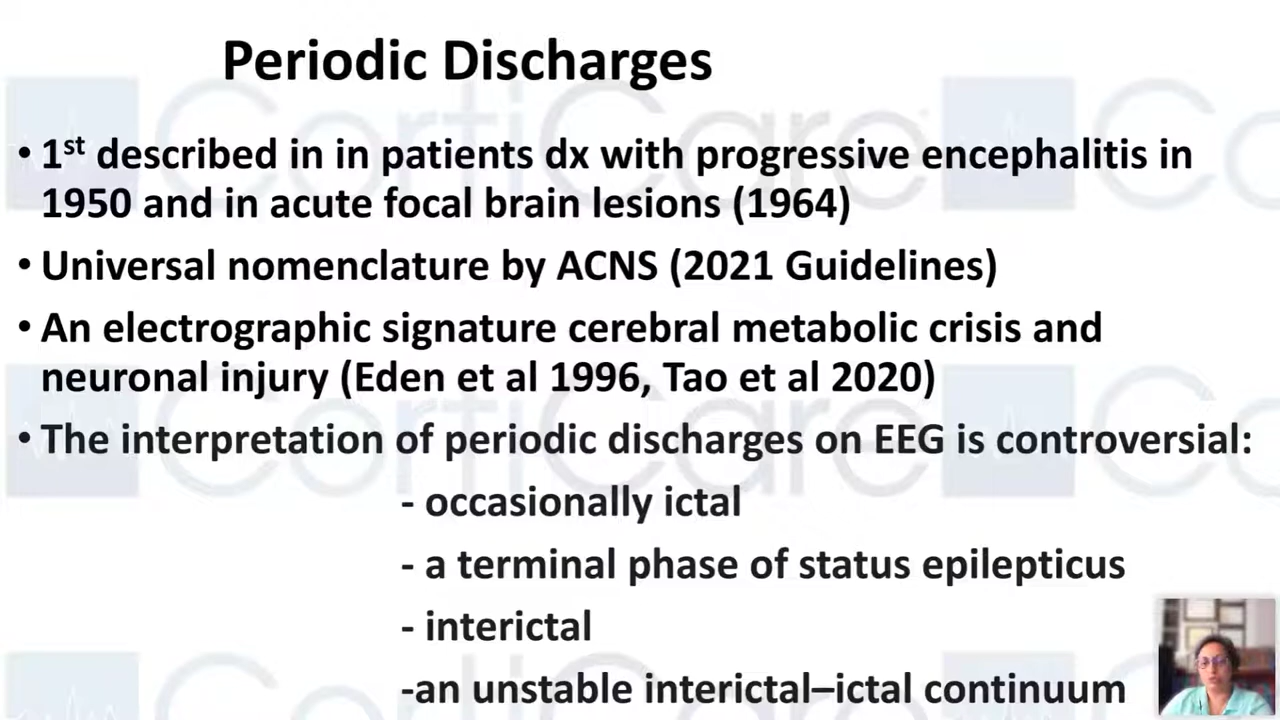 Periodic Discharges
• 1st described in in patients dx with progressive encephalitis in
1950 and in acute focal brain lesions (1964)
• Universal nomenclature by ACNS (2021 Guidelines)
• An electrographic signature cerebral metabolic crisis and
neuronal injury (Eden et al 1996, Tao et al 2020)
• The interpretation of periodic discharges on EEG is controversial:
- occasionally ictal
- a terminal phase of status epilepticus
- interictal
-an unstable interictal–ictal continuum
CortiCare